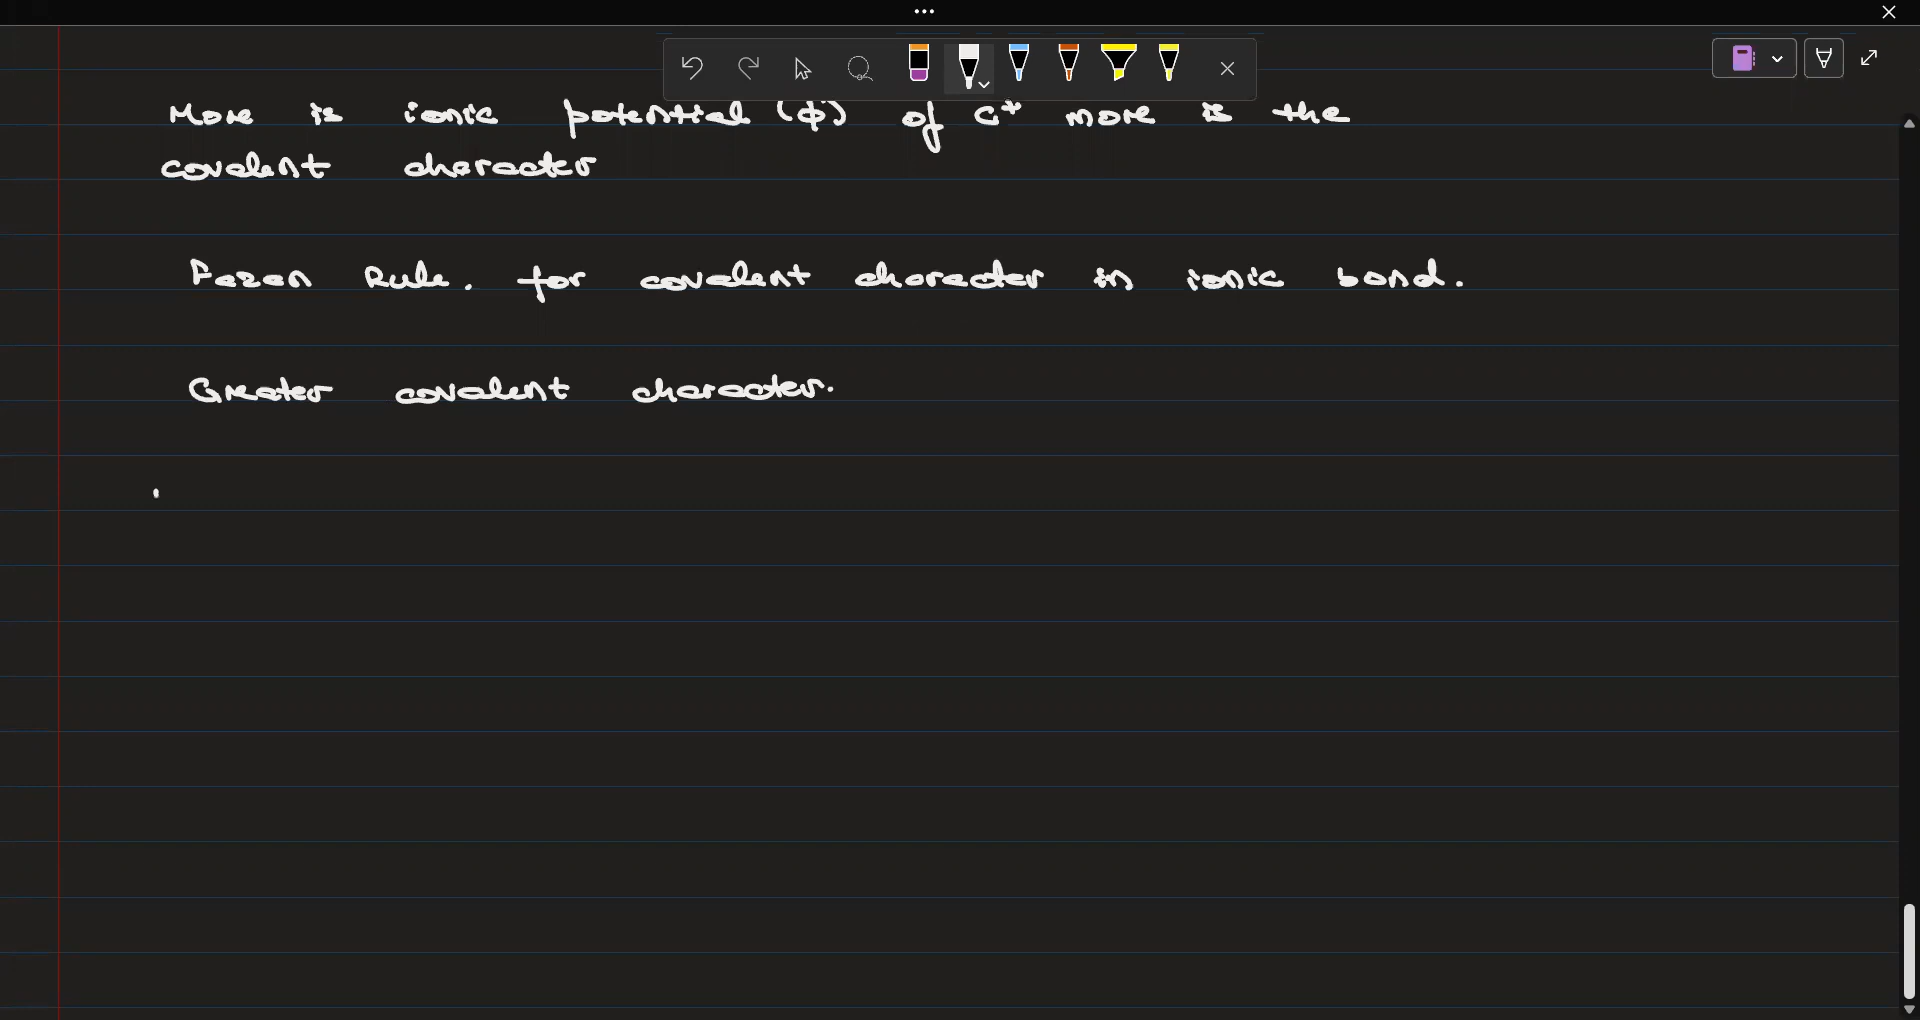 More is ionic potential (ϕ) of C⁺ more is the
covalent character
Fazan Rule. for covalent character in ionic bond.
Greater covalent character.